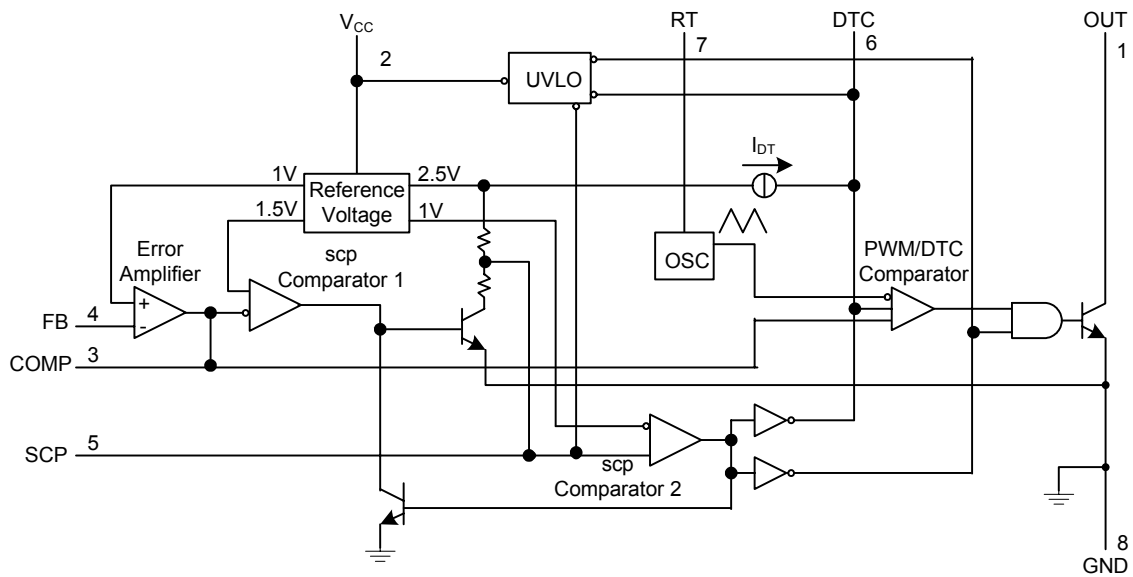 VCC
2
RT
7
DTC
6
OUT
1
UVLO
IDT
1V
2.5V
Reference
Voltage
1.5V
1V
OSC
Error
Amplifier
scp
Comparator 1
PWM/DTC
Comparator
+
-
FB
4
COMP
3
SCP
5
scp
Comparator 2
8
GND